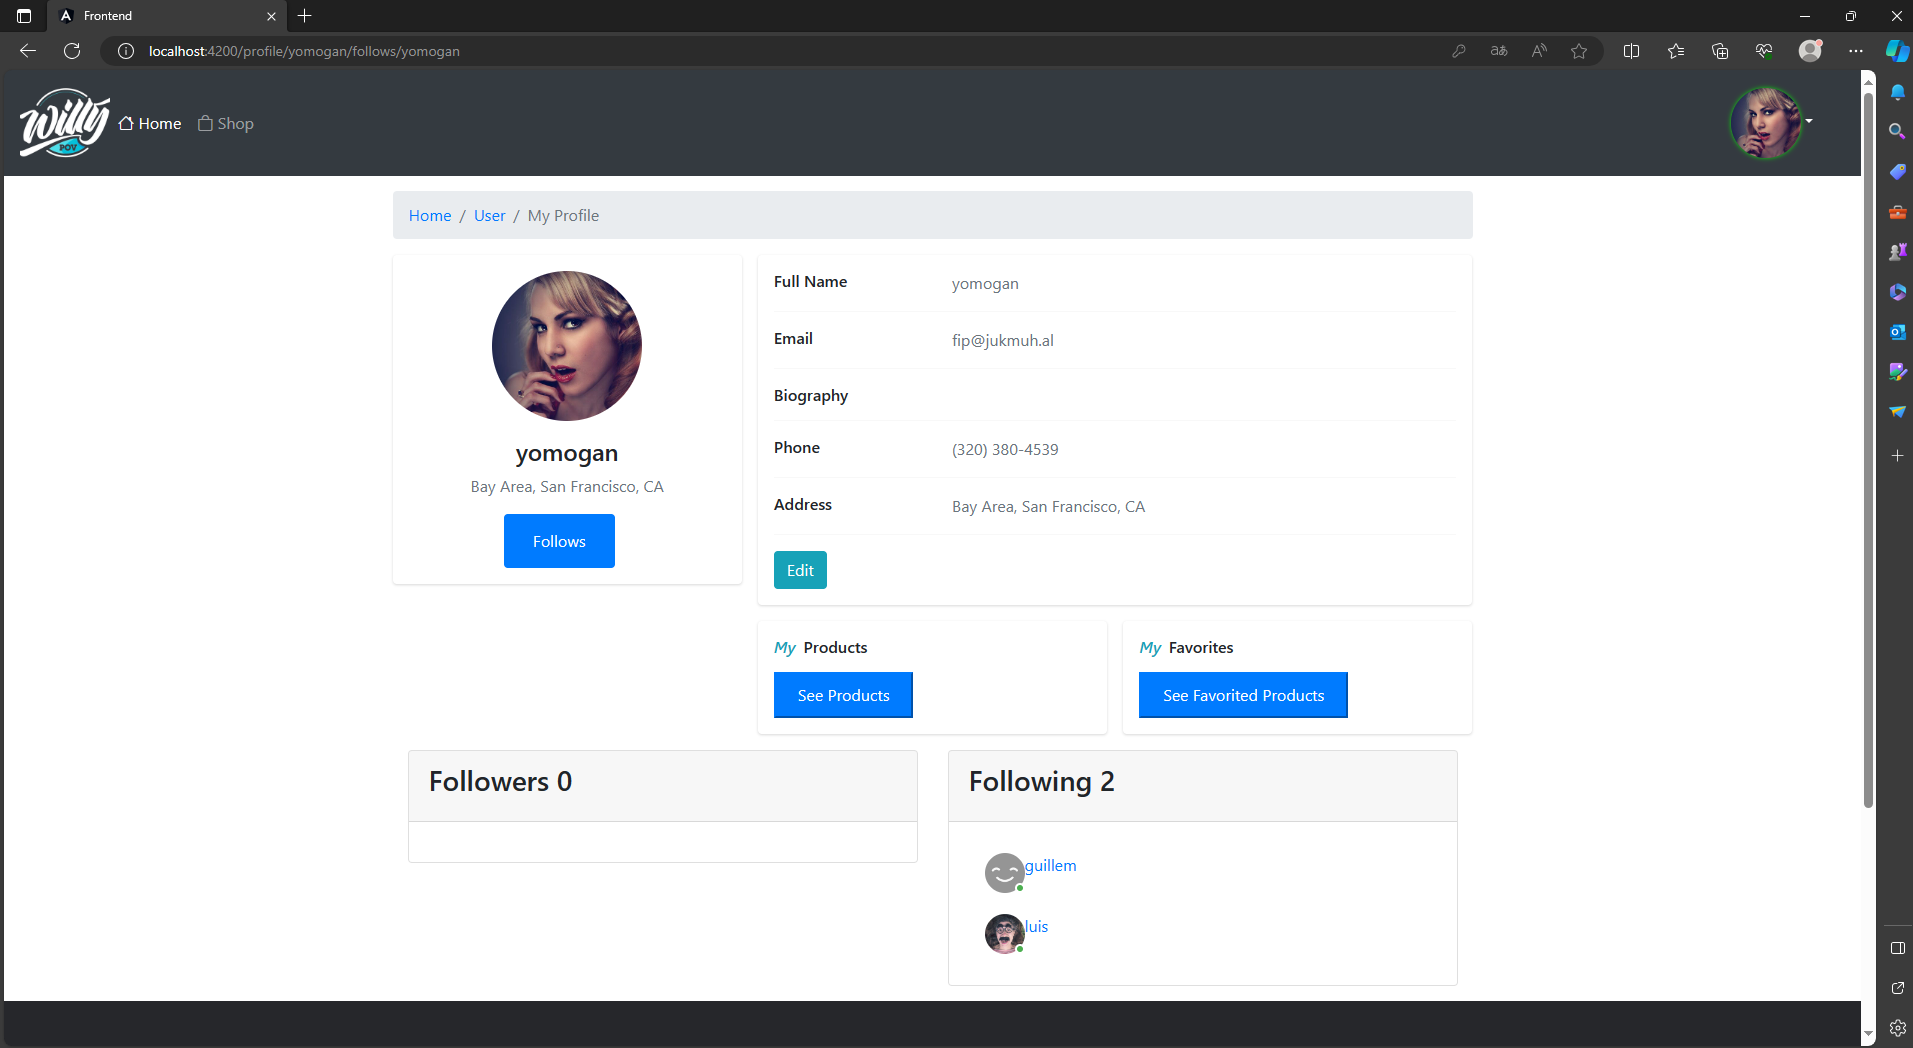 Frontend
localhost:4200/profile/yomogan/follows/yomogan
Willy
POV
Home
Shop
Home / User / My Profile
yomogan
Bay Area, San Francisco, CA
Follows
Full Name yomogan
Email fip@jukmuh.al
Biography
Phone (320) 380-4539
Address Bay Area, San Francisco, CA
Edit
My Products
See Products
My Favorites
See Favorited Products
Followers 0
Following 2
guillem
luis